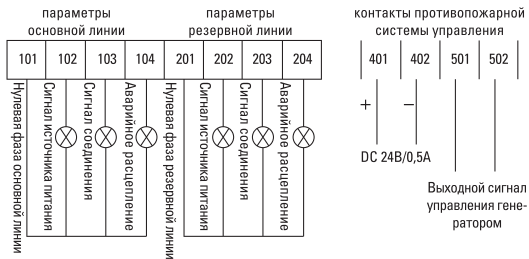 параметры
основной линии
параметры
резервной линии
контакты противопожарной
системы управления
101 102 103 104 201 202 203 204
401 402 501 502
Нулевая фаза основной линии
Сигнал источника питания
Сигнал соединения
Аварийное расцепление
Нулевая фаза резервной линии
Сигнал источника питания
Сигнал соединения
Аварийное расцепление
+ –
DC 24В/0,5А
Выходной сигнал
управления гене-
ратором